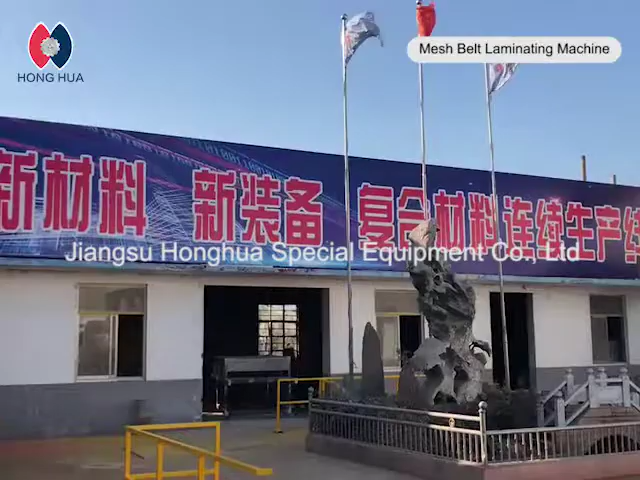 HONG HUA
Mesh Belt Laminating Machine
新材料 新装备 复合材料连续生产线
Jiangsu Honghua Special Equipment Co., Ltd